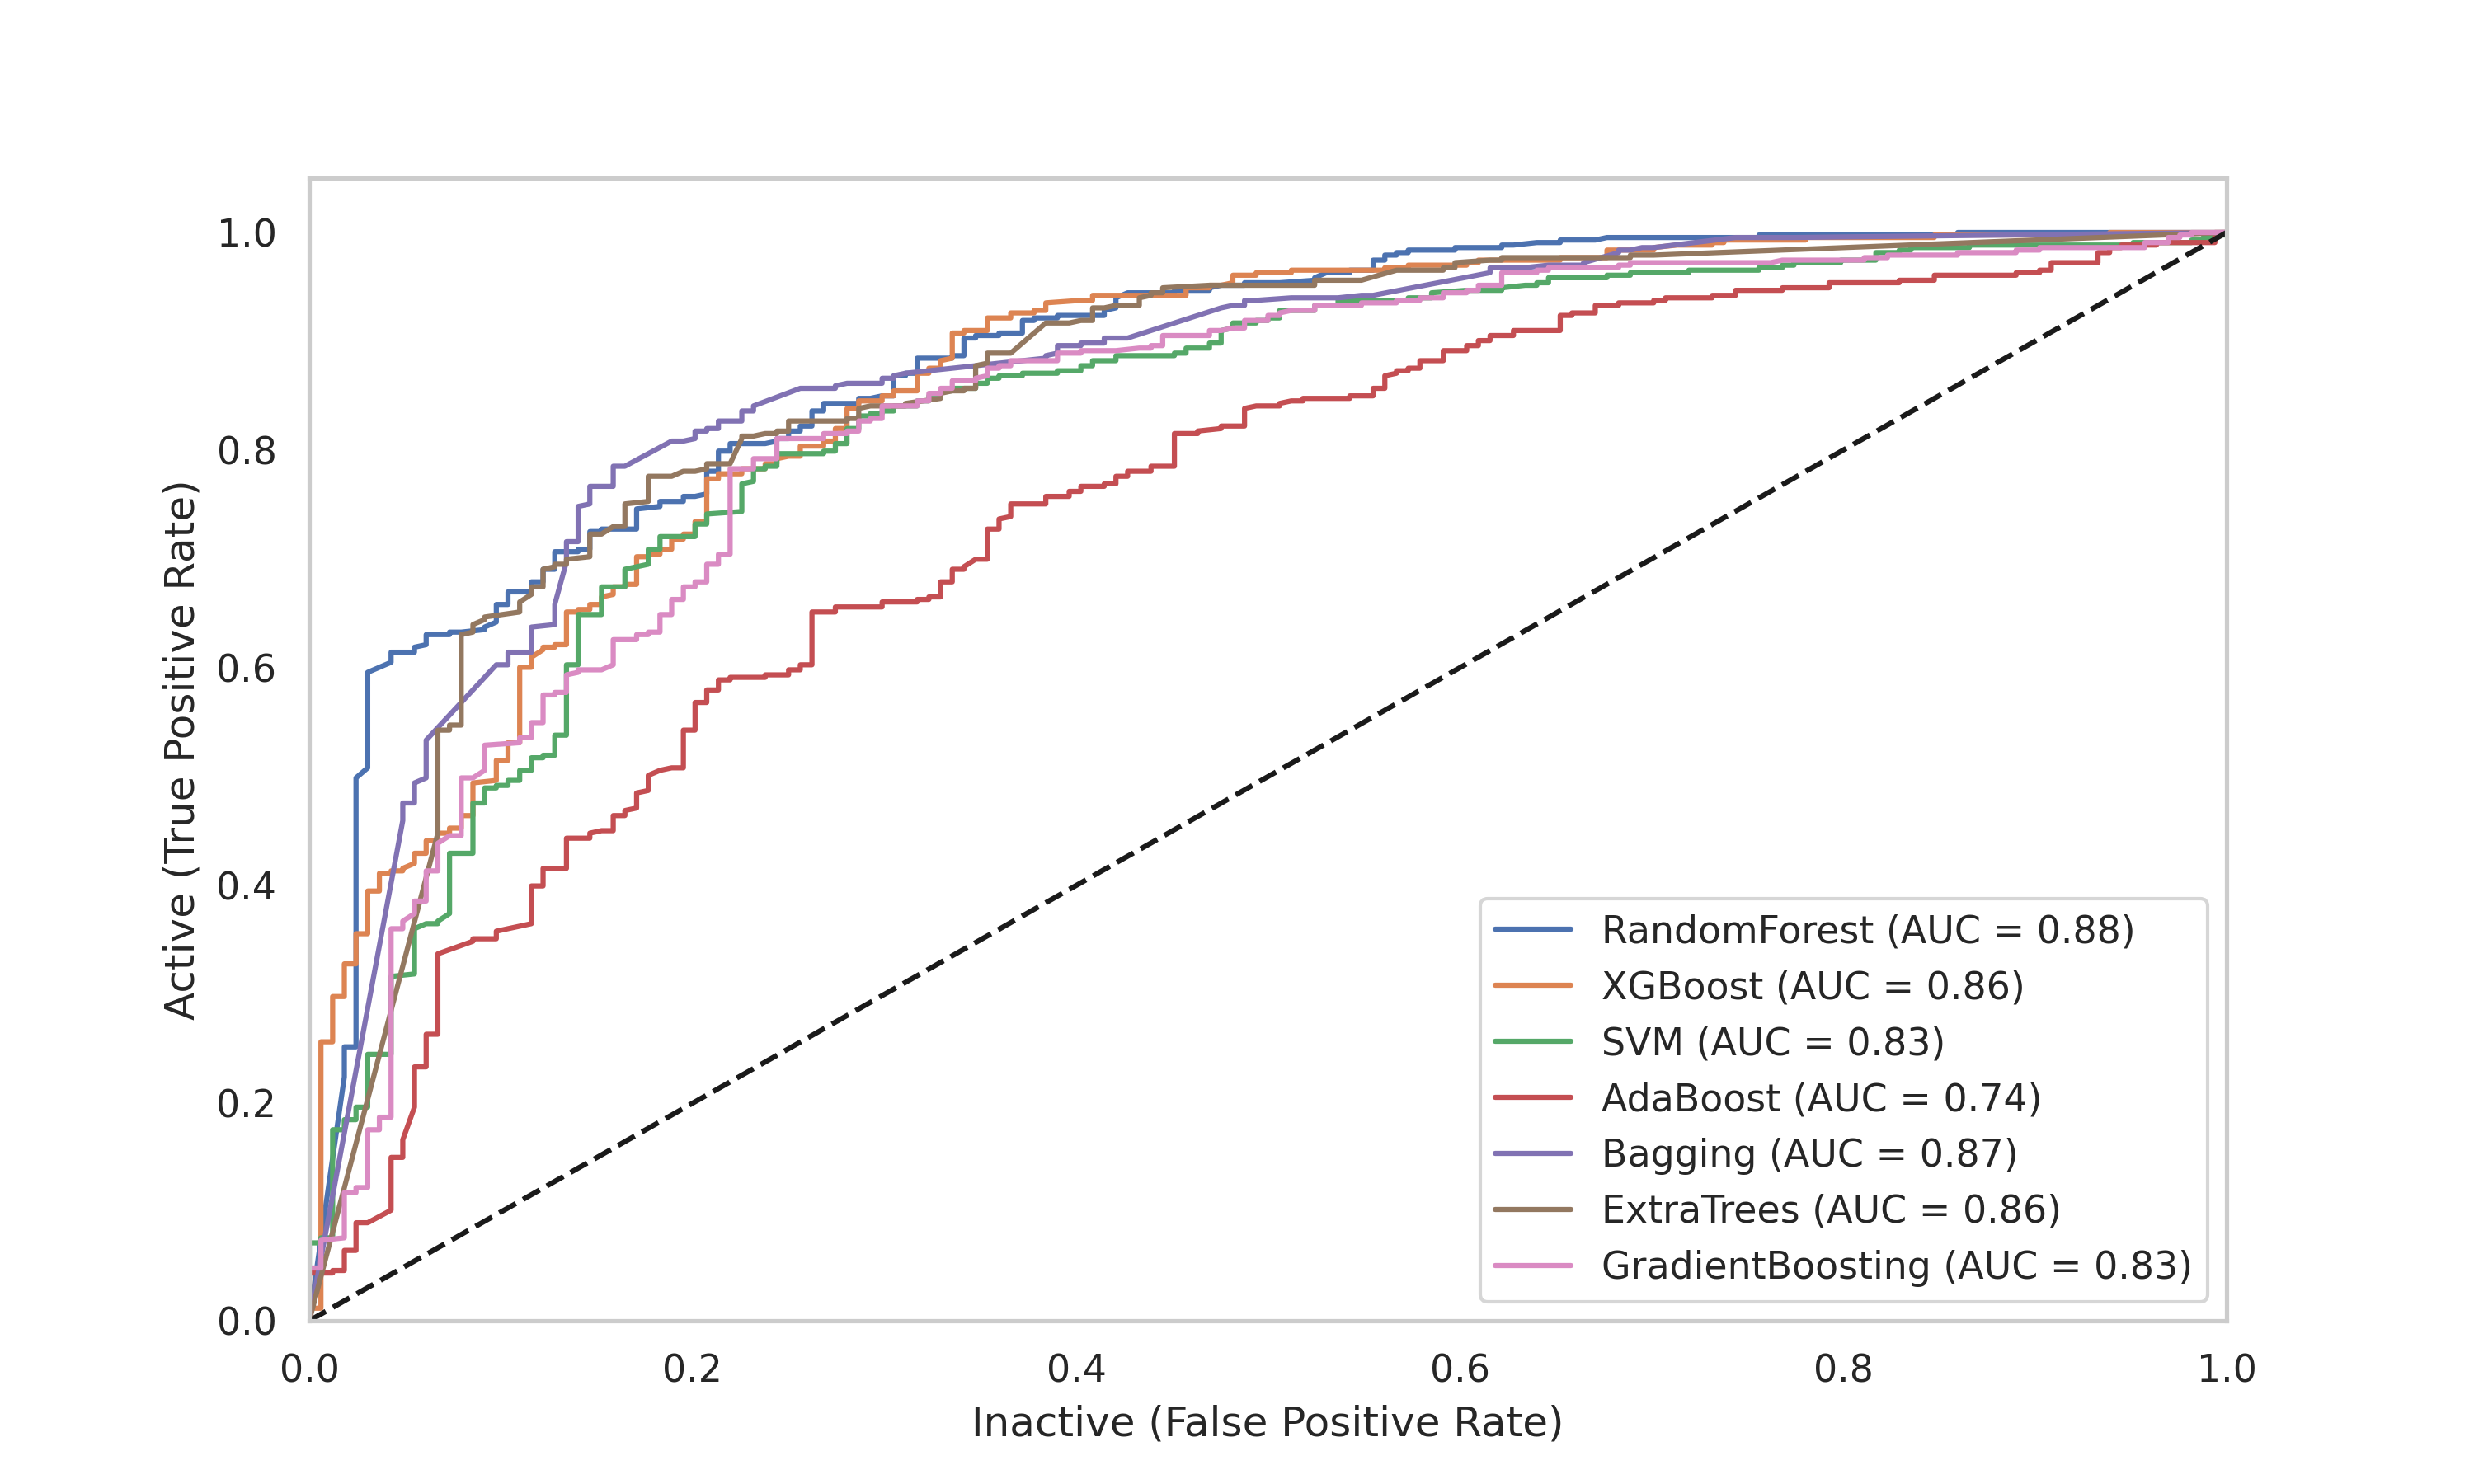 1.0
0.8
0.6
0.4
0.2
0.0
Active (True Positive Rate)
RandomForest (AUC = 0.88)
XGBoost (AUC = 0.86)
SVM (AUC = 0.83)
AdaBoost (AUC = 0.74)
Bagging (AUC = 0.87)
ExtraTrees (AUC = 0.86)
GradientBoosting (AUC = 0.83)
0.0 0.2 0.4 0.6 0.8 1.0
Inactive (False Positive Rate)